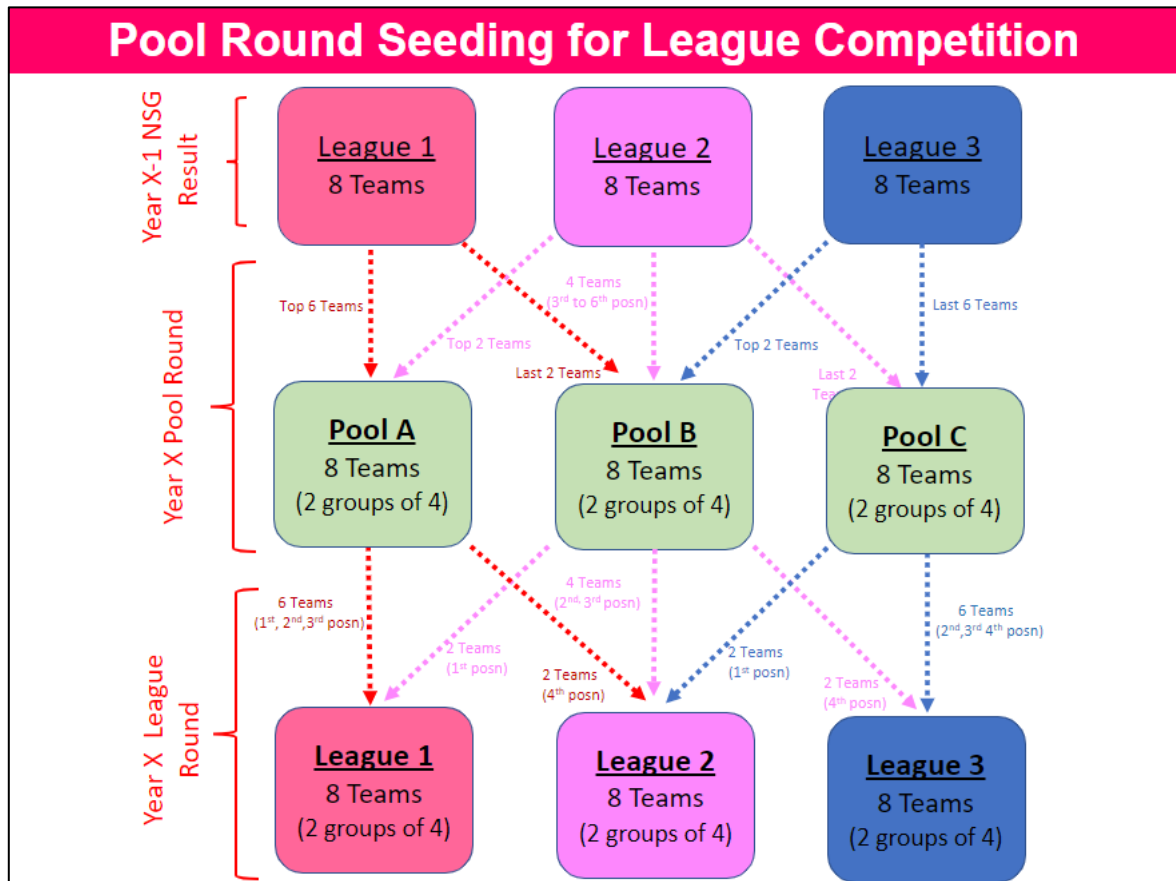 Pool Round Seeding for League Competition
Year X-1 NSG
Result
League 1
8 Teams
League 2
8 Teams
League 3
8 Teams
Year X Pool Round
Top 6 Teams
Top 2 Teams
Last 2 Teams
4 Teams
(3rd to 6th posn)
Top 2 Teams
Last 2
Teams
Last 6 Teams
Pool A
8 Teams
(2 groups of 4)
Pool B
8 Teams
(2 groups of 4)
Pool C
8 Teams
(2 groups of 4)
Year X League
Round
6 Teams
(1st, 2nd,3rd posn)
2 Teams
(1st posn)
4 Teams
(2nd, 3rd posn)
2 Teams
(4th posn)
2 Teams
(1st posn)
2 Teams
(4th posn)
6 Teams
(2nd,3rd 4th posn)
League 1
8 Teams
(2 groups of 4)
League 2
8 Teams
(2 groups of 4)
League 3
8 Teams
(2 groups of 4)